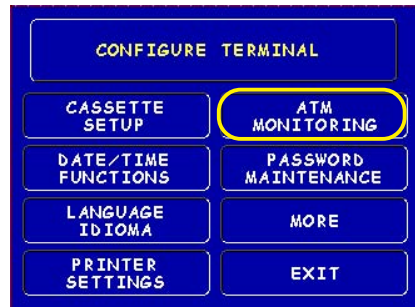 CONFIGURE TERMINAL
CASSETTE
SETUP
ATM
MONITORING
DATE/TIME
FUNCTIONS
PASSWORD
MAINTENANCE
LANGUAGE
IDIOMA
MORE
PRINTER
SETTINGS
EXIT